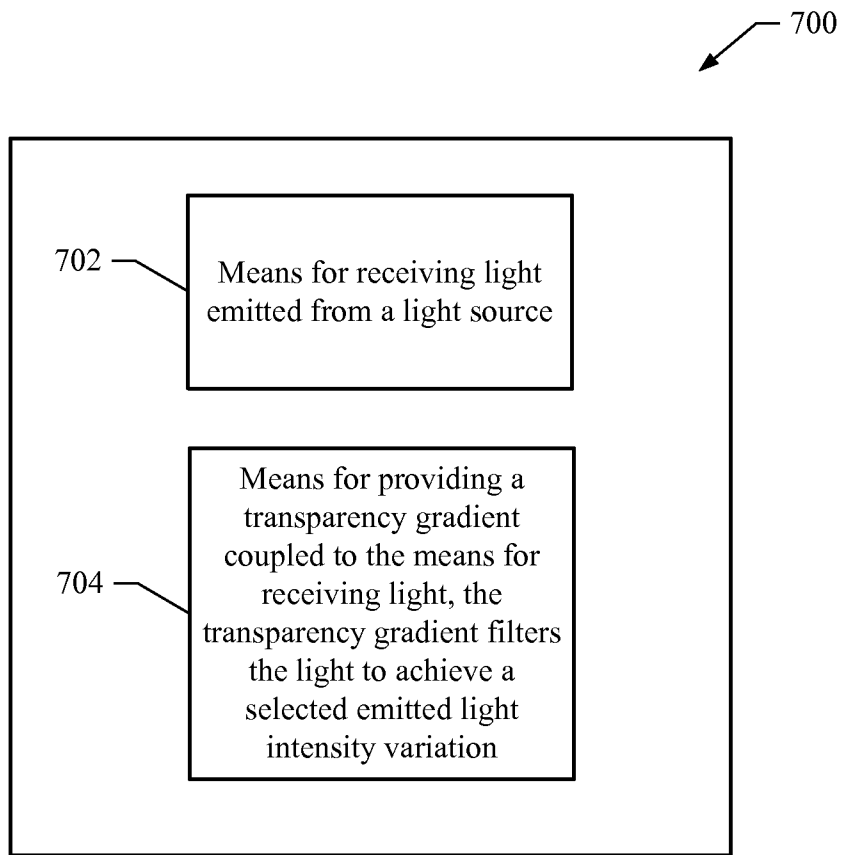 700
702
Means for receiving light
emitted from a light source
704
Means for providing a
transparency gradient
coupled to the means for
receiving light, the
transparency gradient filters
the light to achieve a
selected emitted light
intensity variation